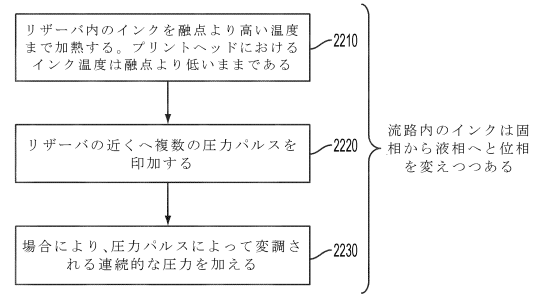 リザーバ内のインクを融点より高い温度
まで加熱する。プリントヘッドにおける
インク温度は融点より低いままである
2210
リザーバの近くへ複数の圧力パルスを
印加する
2220
場合により、圧力パルスによって変調さ
れる連続的な圧力を加える
2230
流路内のインクは固
相から液相へと位相
を変えつつある